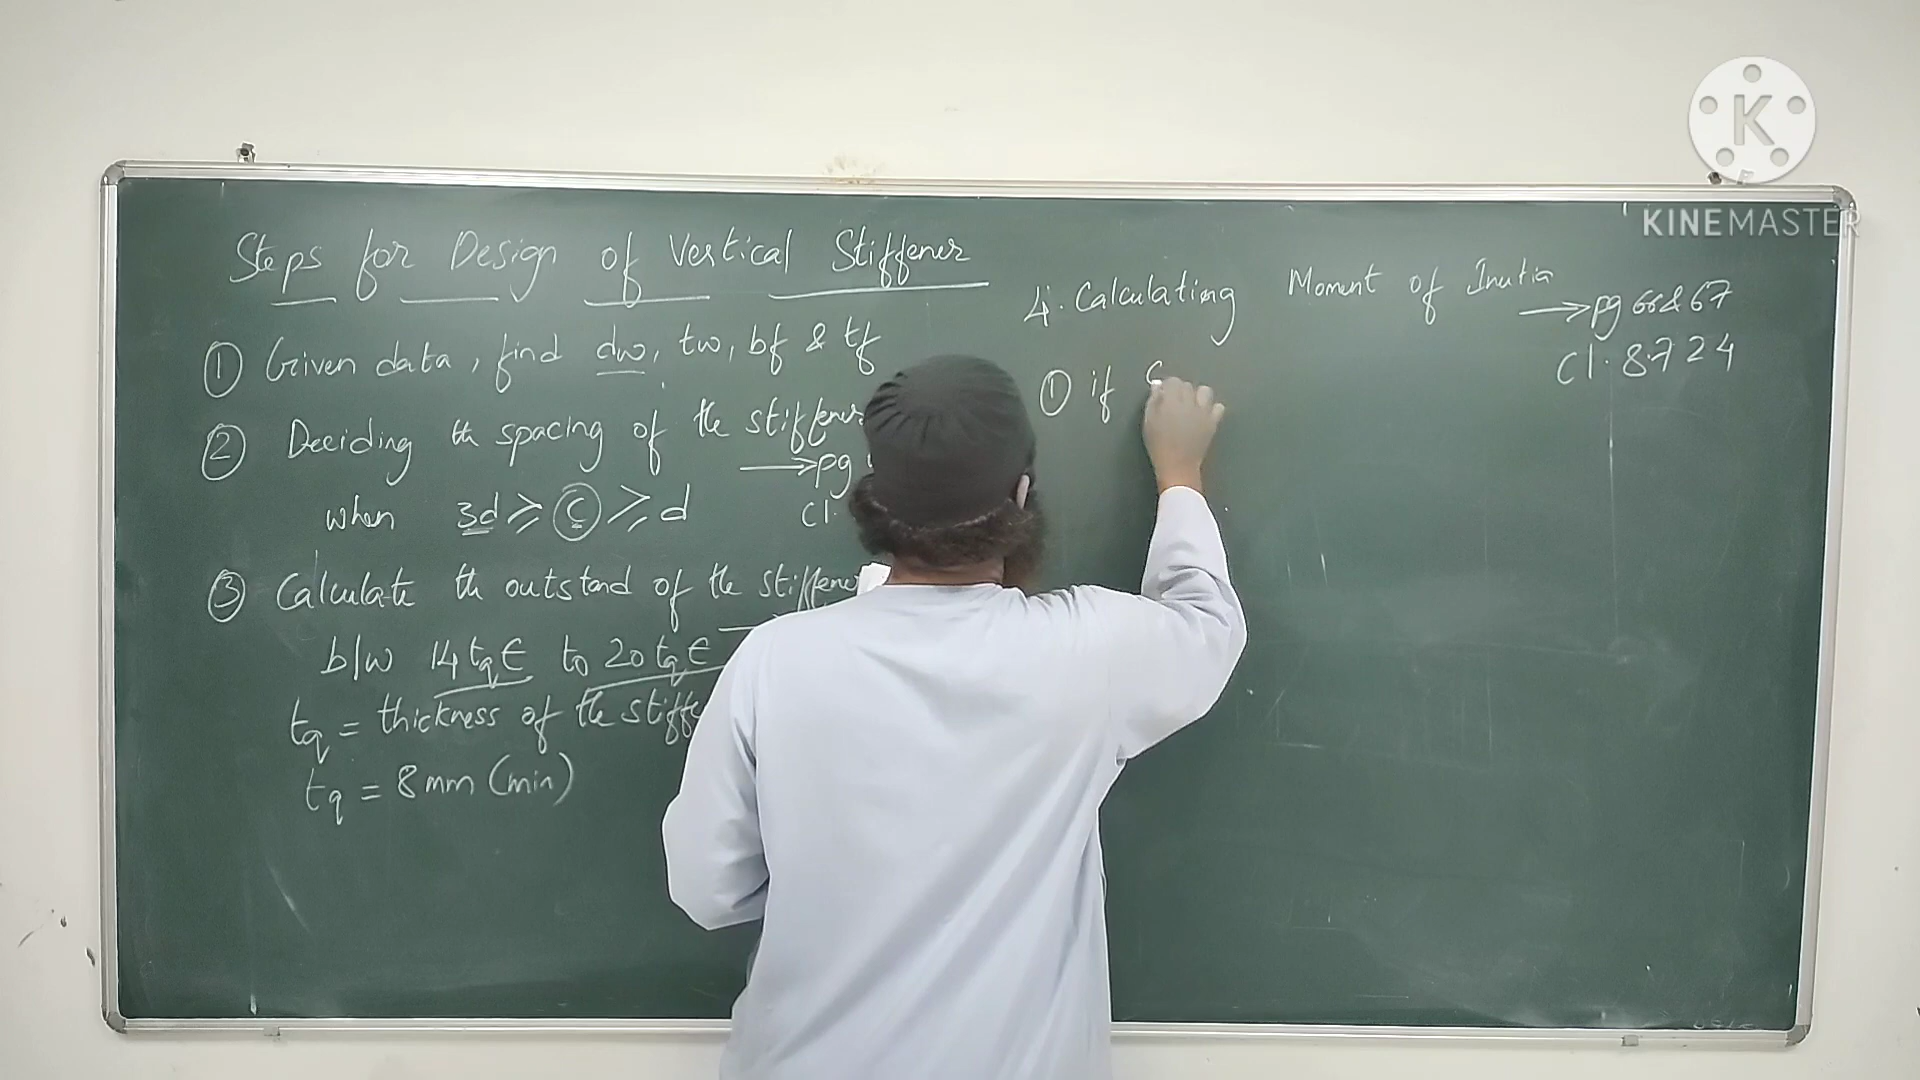 Steps for Design of Vertical Stiffener
① Given data, find dw, tw, bf & tf
② Deciding th spacing of the stiffener
→ pg
when 3d ≥ c ≥ d
cl.
③ Calculate th outstand of the stiffener
b/w 14 tq ∈ to 20 tq ∈
tq = thickness of the stiffe
tq = 8 mm (min)
4. Calculating Moment of Inertia
→ pg 66 & 67
Cl. 8.7 2 4
① if
K
KINEMASTER